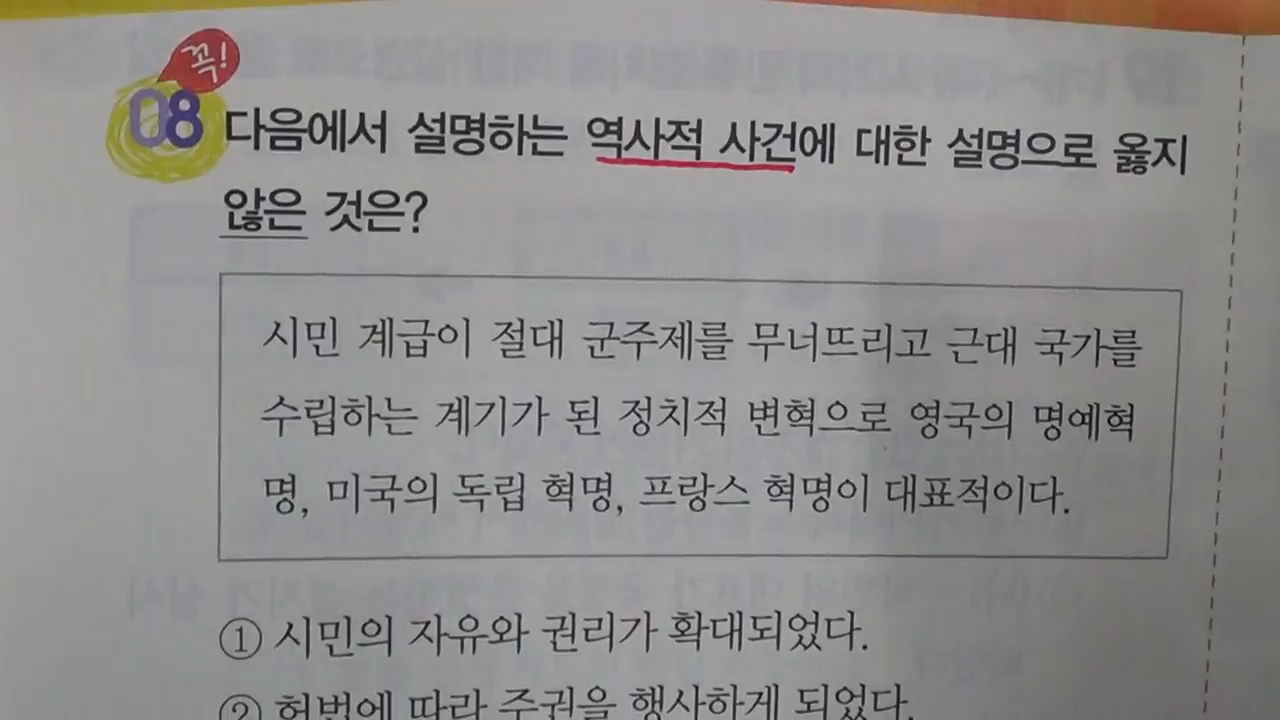 꼭!
08 다음에서 설명하는 역사적 사건에 대한 설명으로 옳지
않은 것은?
시민 계급이 절대 군주제를 무너뜨리고 근대 국가를
수립하는 계기가 된 정치적 변혁으로 영국의 명예혁
명, 미국의 독립 혁명, 프랑스 혁명이 대표적이다.
① 시민의 자유와 권리가 확대되었다.
② 헌법에 따라 주권을 행사하게 되었다.